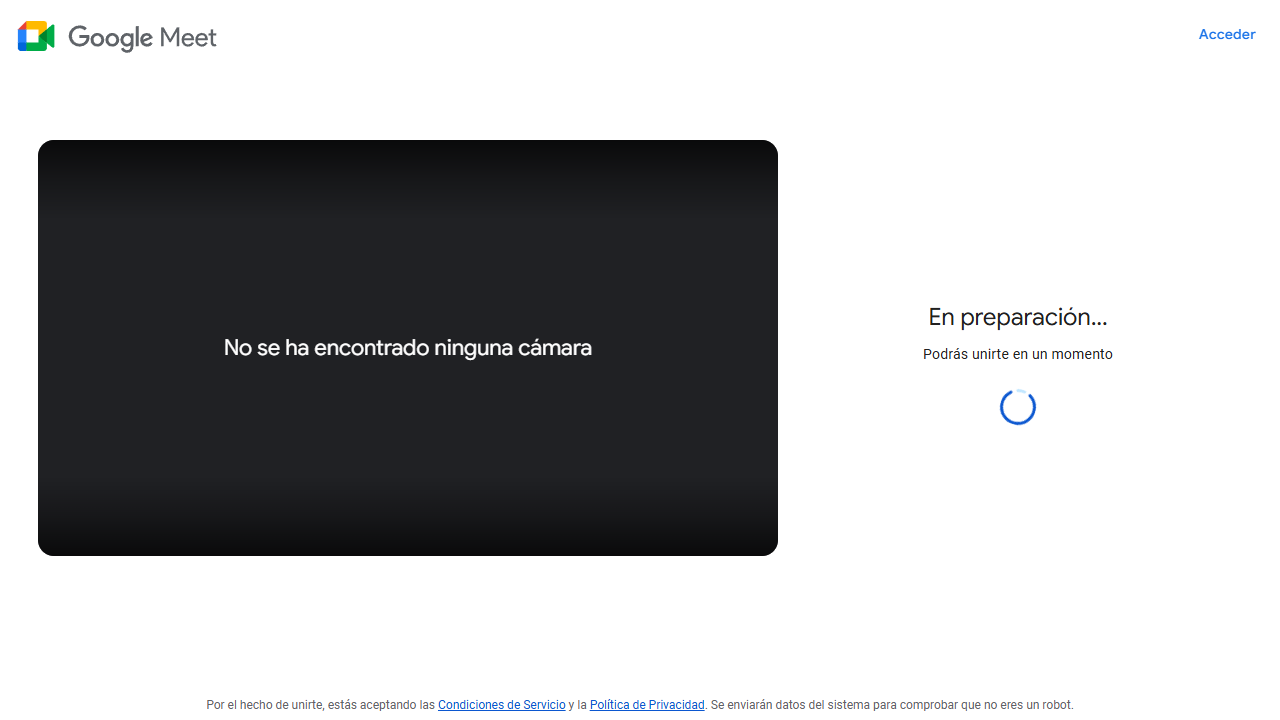 Google Meet
Acceder
No se ha encontrado ninguna cámara
En preparación...
Podrás unirte en un momento
Por el hecho de unirte, estás aceptando las Condiciones de Servicio y la Política de Privacidad. Se enviarán datos del sistema para comprobar que no eres un robot.